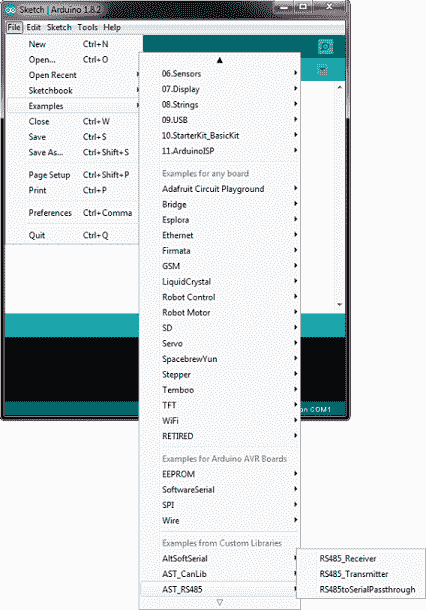 Sketch | Arduino 1.8.2
File Edit Sketch Tools Help
New Ctrl+N
Open... Ctrl+O
Open Recent
Sketchbook
Examples
Close Ctrl+W
Save Ctrl+S
Save As... Ctrl+Shift+S
Page Setup Ctrl+Shift+P
Print Ctrl+P
Preferences Ctrl+Comma
Quit Ctrl+Q
06.Sensors
07.Display
08.Strings
09.USB
10.StarterKit_BasicKit
11.ArduinoISP
Examples for any board
Adafruit Circuit Playground
Bridge
Esplora
Ethernet
Firmata
GSM
LiquidCrystal
Robot Control
Robot Motor
SD
Servo
SpacebrewYun
Stepper
Temboo
TFT
WiFi
RETIRED
on COM1
Examples for Arduino AVR Boards
EEPROM
SoftwareSerial
SPI
Wire
Examples from Custom Libraries
AltSoftSerial
AST_CanLib
AST_RS485
RS485_Receiver
RS485_Transmitter
RS485toSerialPassthrough